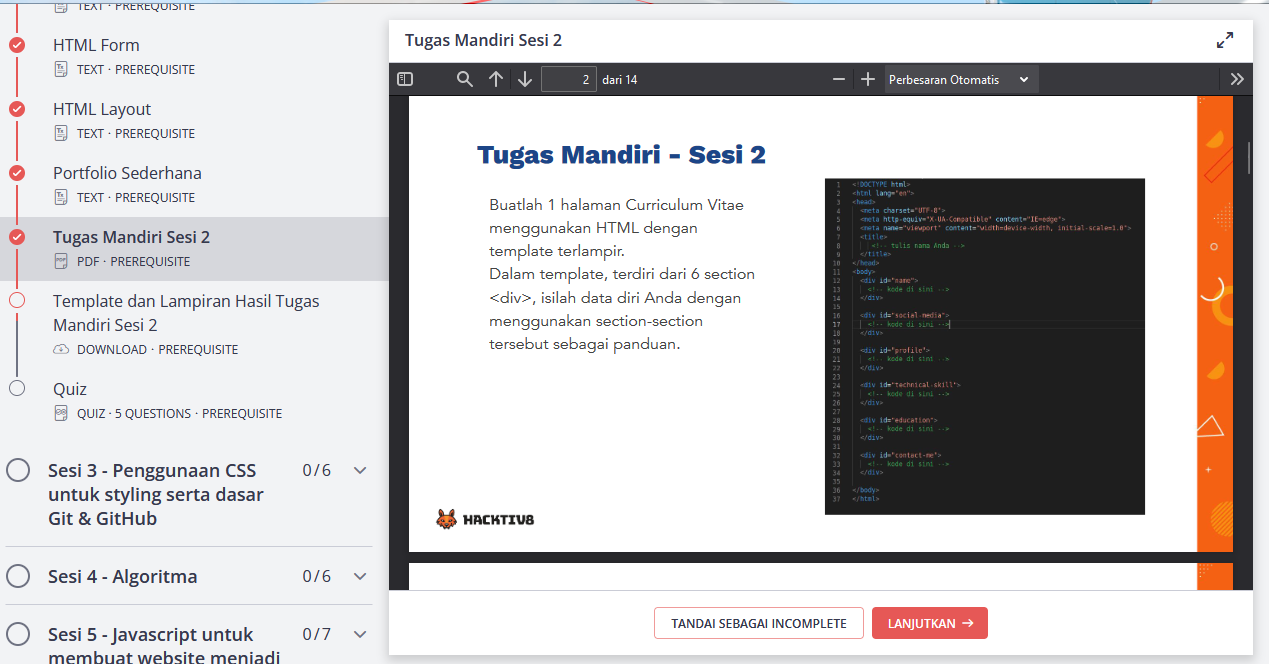 TEXT · PREREQUISITE
HTML Form
TEXT · PREREQUISITE
HTML Layout
TEXT · PREREQUISITE
Portfolio Sederhana
TEXT · PREREQUISITE
Tugas Mandiri Sesi 2
PDF · PREREQUISITE
Template dan Lampiran Hasil Tugas
Mandiri Sesi 2
DOWNLOAD · PREREQUISITE
Quiz
QUIZ · 5 QUESTIONS · PREREQUISITE
Sesi 3 - Penggunaan CSS
untuk styling serta dasar
Git & GitHub
0 / 6
Sesi 4 - Algoritma
0 / 6
Sesi 5 - Javascript untuk
membuat website menjadi
0 / 7
Tugas Mandiri Sesi 2
2 dari 14
Perbesaran Otomatis
Tugas Mandiri - Sesi 2
Buatlah 1 halaman Curriculum Vitae
menggunakan HTML dengan
template terlampir.
Dalam template, terdiri dari 6 section
<div>, isilah data diri Anda dengan
menggunakan section-section
tersebut sebagai panduan.
1 <!DOCTYPE html>
2 <html lang="en">
3 <head>
4 <meta charset="UTF-8">
5 <meta http-equiv="X-UA-Compatible" content="IE=edge">
6 <meta name="viewport" content="width=device-width, initial-scale=1.0">
7 <title>
8 <!-- tulis nama Anda -->
9 </title>
10 </head>
11 <body>
12 <div id="name">
13 <!-- kode di sini -->
14 </div>
15
16 <div id="social-media">
17 <!-- kode di sini -->
18 </div>
19
20 <div id="profile">
21 <!-- kode di sini -->
22 </div>
23
24 <div id="technical-skill">
25 <!-- kode di sini -->
26 </div>
27
28 <div id="education">
29 <!-- kode di sini -->
30 </div>
31
32 <div id="contact-me">
33 <!-- kode di sini -->
34 </div>
35
36 </body>
37 </html>
HACKTIV8
TANDAI SEBAGAI INCOMPLETE
LANJUTKAN →